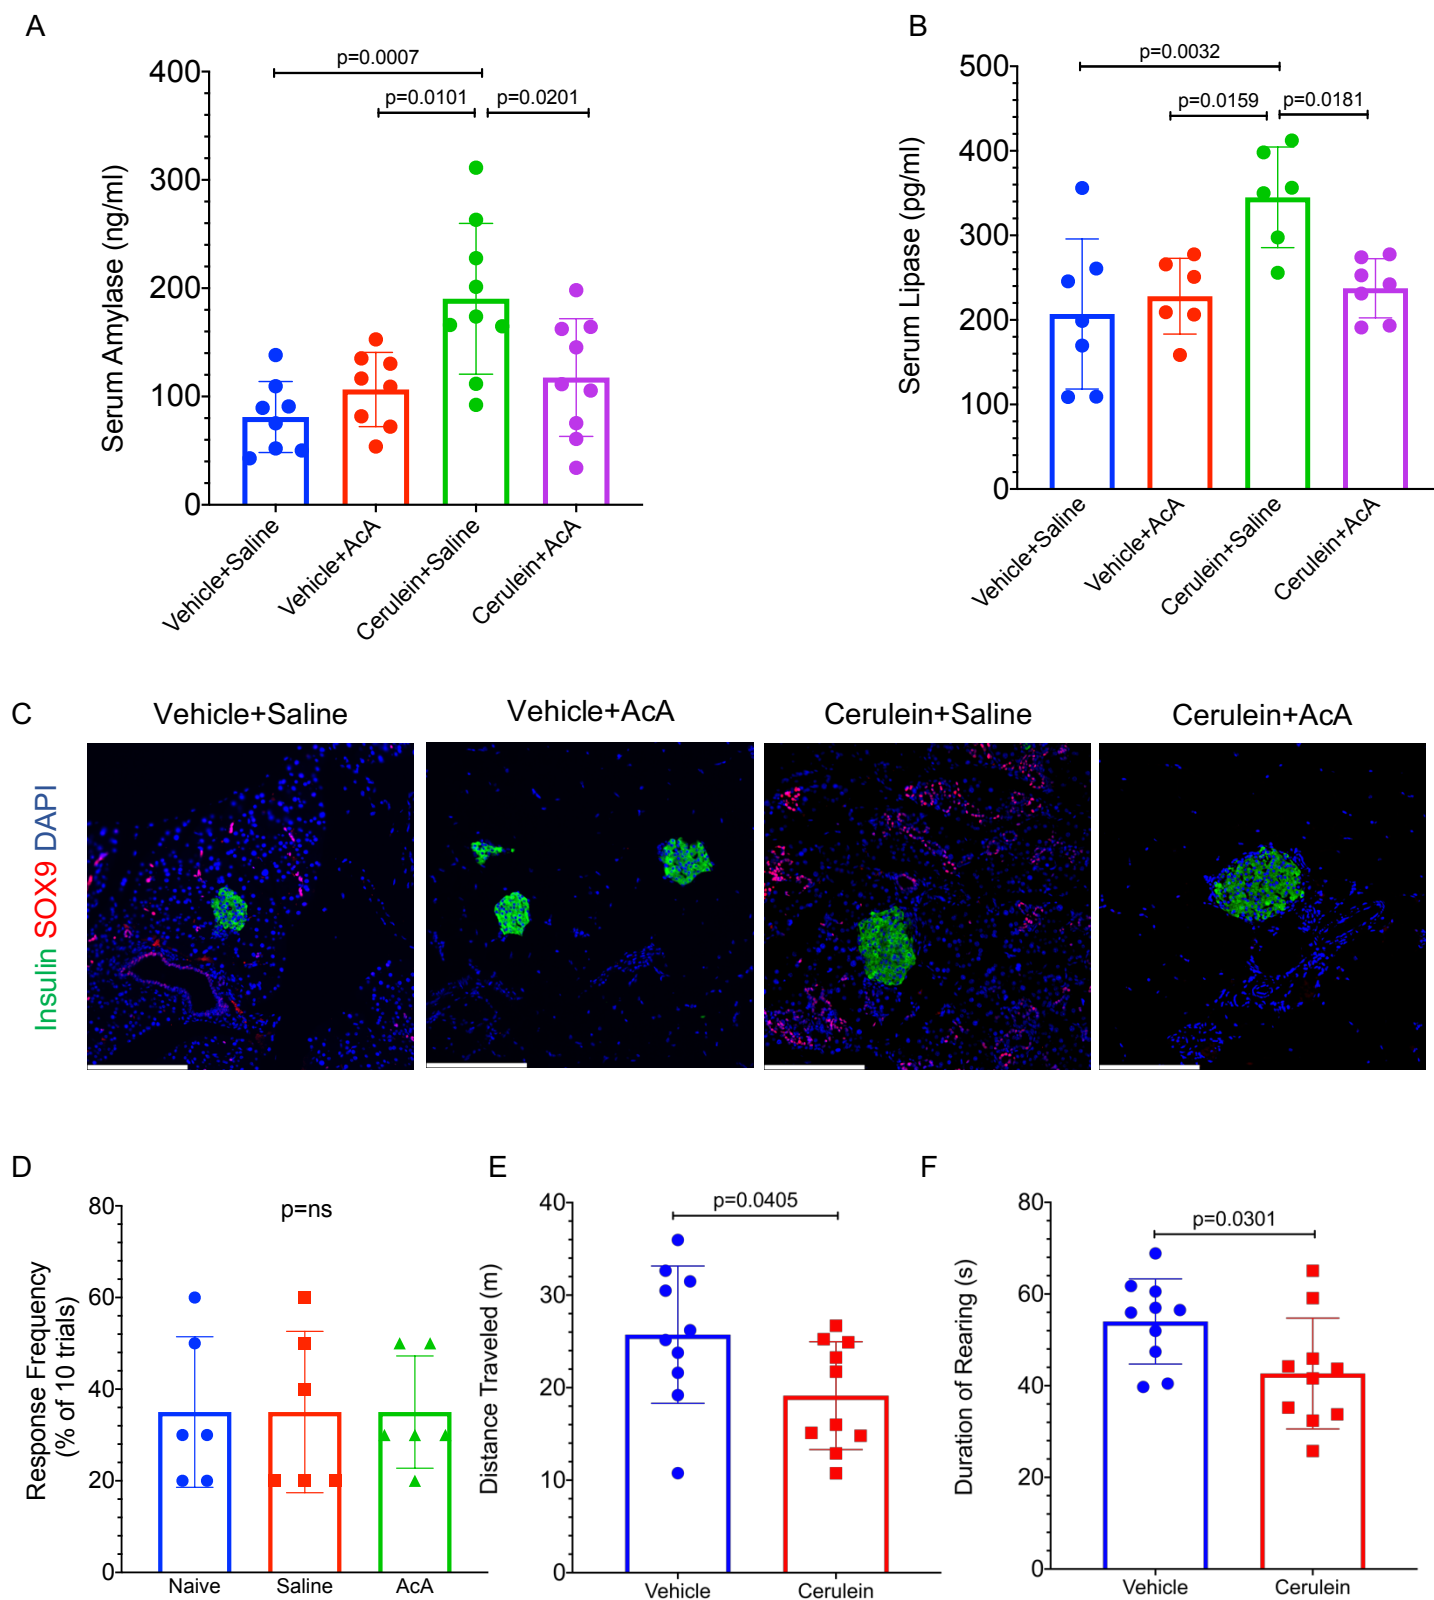 A
p=0.0007
p=0.0101
p=0.0201
400
300
200
100
0
Serum Amylase (ng/ml)
Vehicle+Saline
Vehicle+AcA
Cerulein+Saline
Cerulein+AcA
B
p=0.0032
p=0.0159
p=0.0181
500
400
300
200
100
0
Serum Lipase (pg/ml)
Vehicle+Saline
Vehicle+AcA
Cerulein+Saline
Cerulein+AcA
C
Vehicle+Saline
Vehicle+AcA
Cerulein+Saline
Cerulein+AcA
Insulin SOX9 DAPI
D
p=ns
80
60
40
20
0
Response Frequency
(% of 10 trials)
Naive
Saline
AcA
E
p=0.0405
40
30
20
10
0
Distance Traveled (m)
Vehicle
Cerulein
F
p=0.0301
80
60
40
20
0
Duration of Rearing (s)
Vehicle
Cerulein